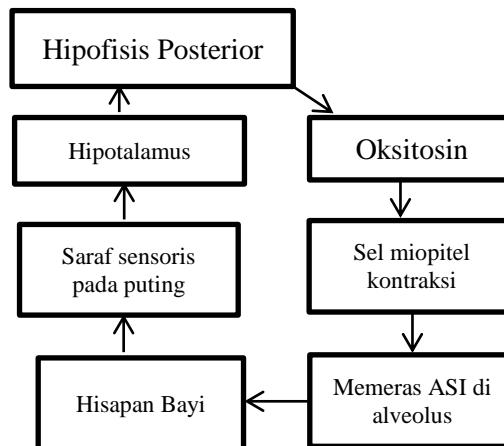 Hipofisis Posterior
Hipotalamus
Oksitosin
Saraf sensoris
pada puting
Sel miopitel
kontraksi
Hisapan Bayi
Memeras ASI di
alveolus